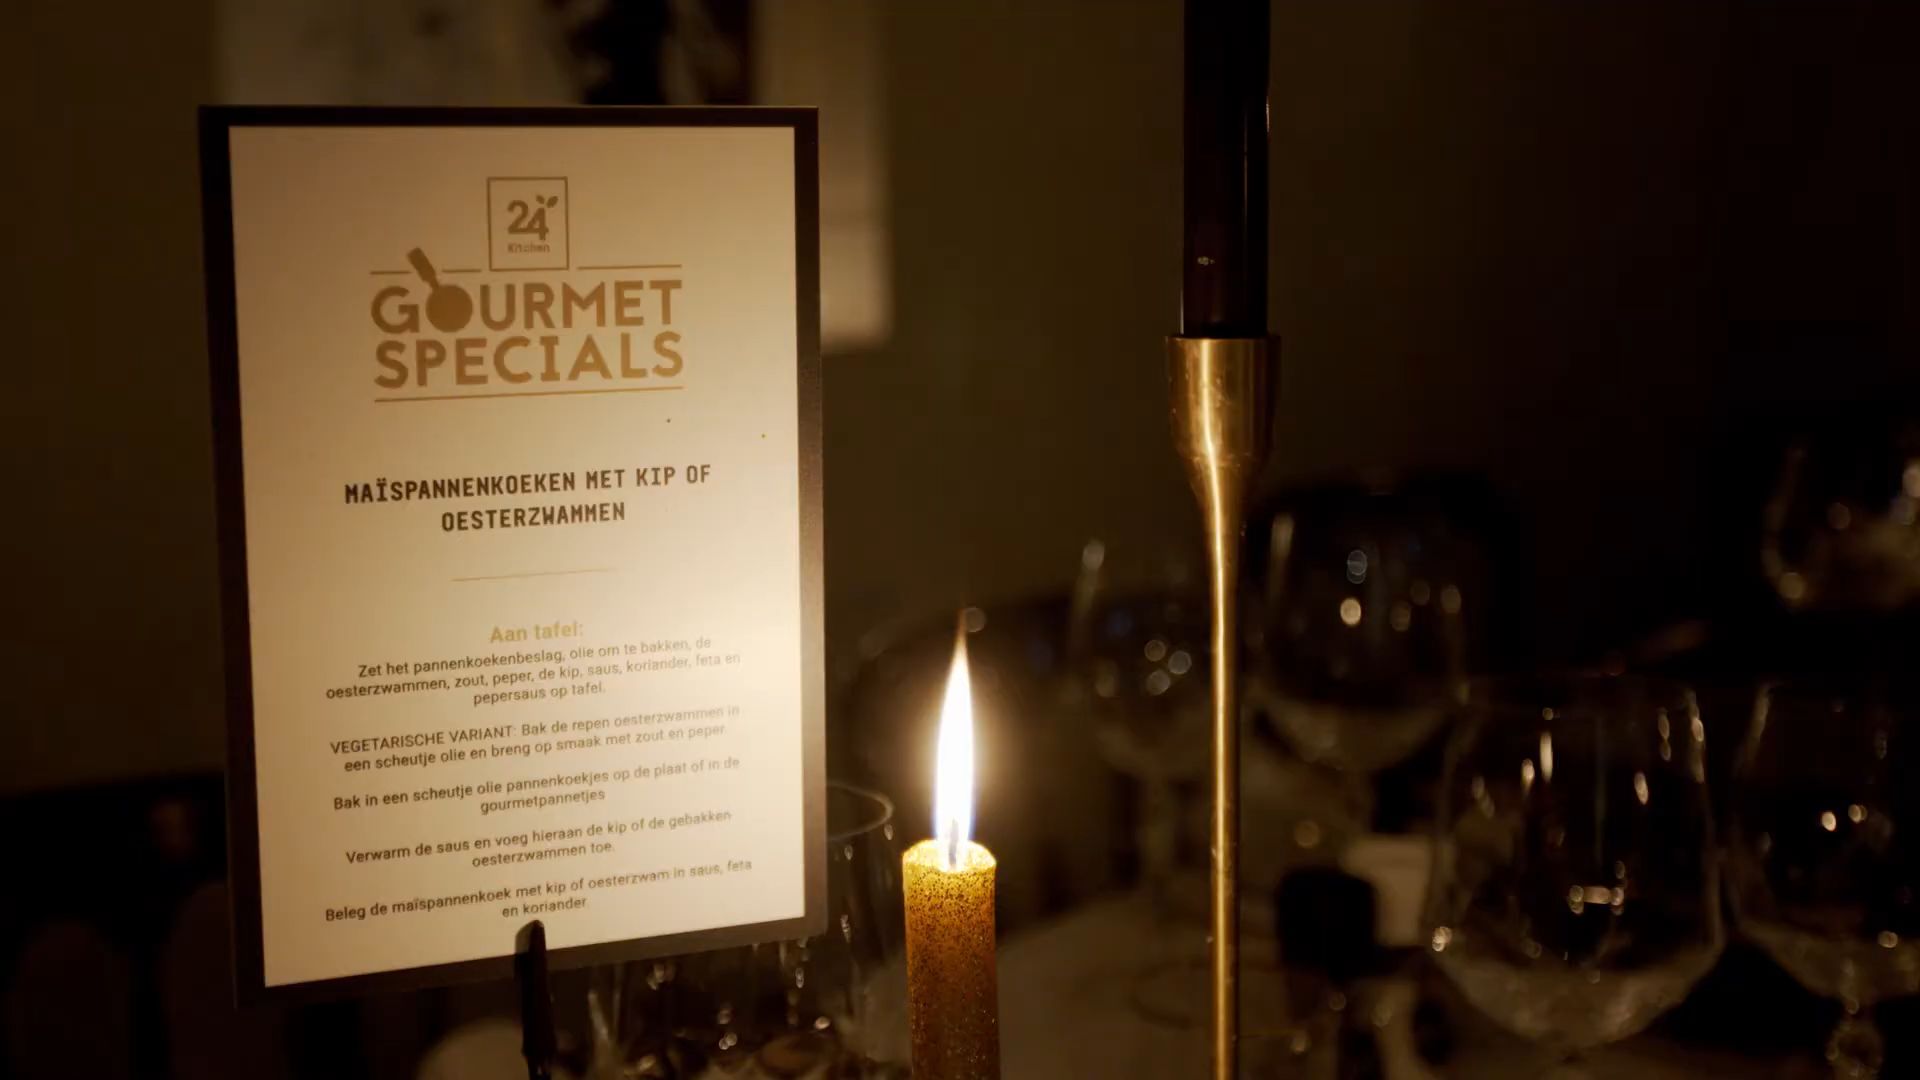 24
Kitchen
GOURMET
SPECIALS
MAÏSPANNENKOEKEN MET KIP OF
OESTERZWAMMEN
Aan tafel:
Zet het pannenkoekenbeslag, olie om te bakken, de
oesterzwammen, zout, peper, de kip, saus, koriander, feta en
pepersaus op tafel.
VEGETARISCHE VARIANT: Bak de repen oesterzwammen in
een scheutje olie en breng op smaak met zout en peper
Bak in een scheutje olie pannenkoekjes op de plaat of in de
gourmetpannetjes
Verwarm de saus en voeg hieraan de kip of de gebakken
oesterzwammen toe.
Beleg de maïspannenkoek met kip of oesterzwam in saus, feta
en koriander